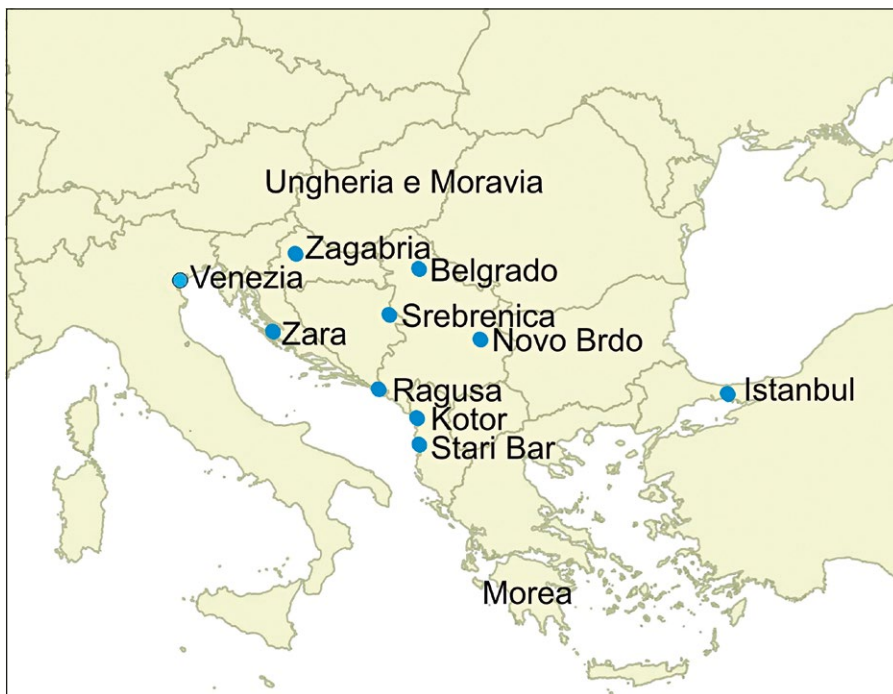 Ungheria e Moravia
Zagabria
Belgrado
Venezia
Srebrenica
Zara
Novo Brdo
Ragusa
Istanbul
Kotor
Stari Bar
Morea